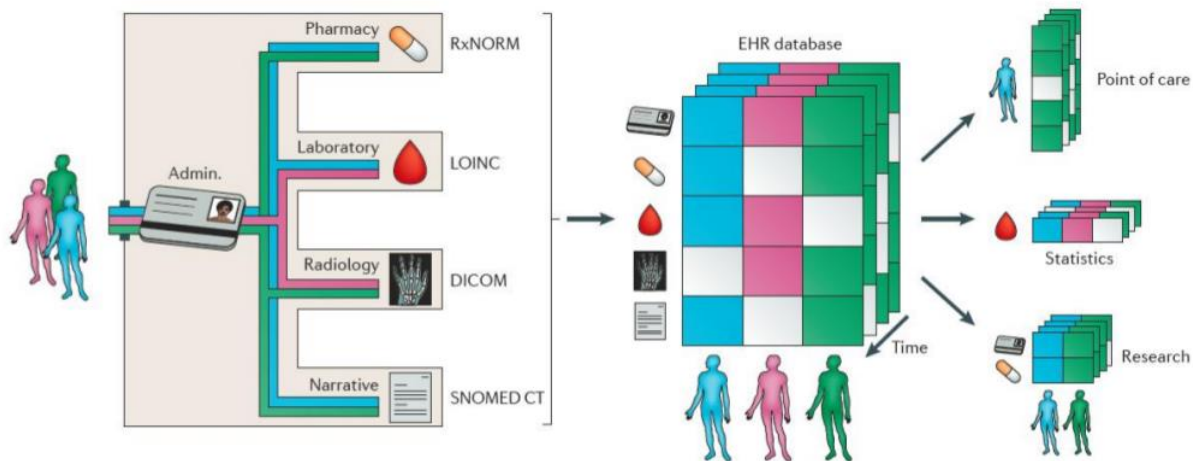 Pharmacy
RxNORM
Laboratory
LOINC
Admin.
Radiology
DICOM
Narrative
SNOMED CT
EHR database
Time
Point of care
Statistics
Research